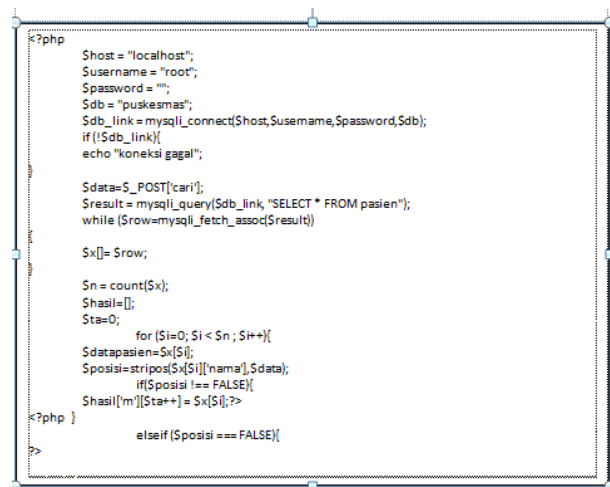 <?php
$host = "localhost";
$username = "root";
$password = "";
$db = "puskesmas";
$db_link = mysqli_connect($host,$username,$password,$db);
if (!$db_link){
echo "koneksi gagal";
}
$data=$_POST['cari'];
$result = mysqli_query($db_link, "SELECT * FROM pasien");
while ($row=mysqli_fetch_assoc($result))
{
$x[]= $row;
}
$n = count($x);
$hasil=[];
$ta=0;
for ($i=0; $i < $n ; $i++){
$datapasien=$x[$i];
$posisi=stripos($x[$i]['nama'],$data);
if($posisi !== FALSE){
$hasil['m'][$ta++] = $x[$i];?>
<?php }
elseif ($posisi === FALSE){
?>